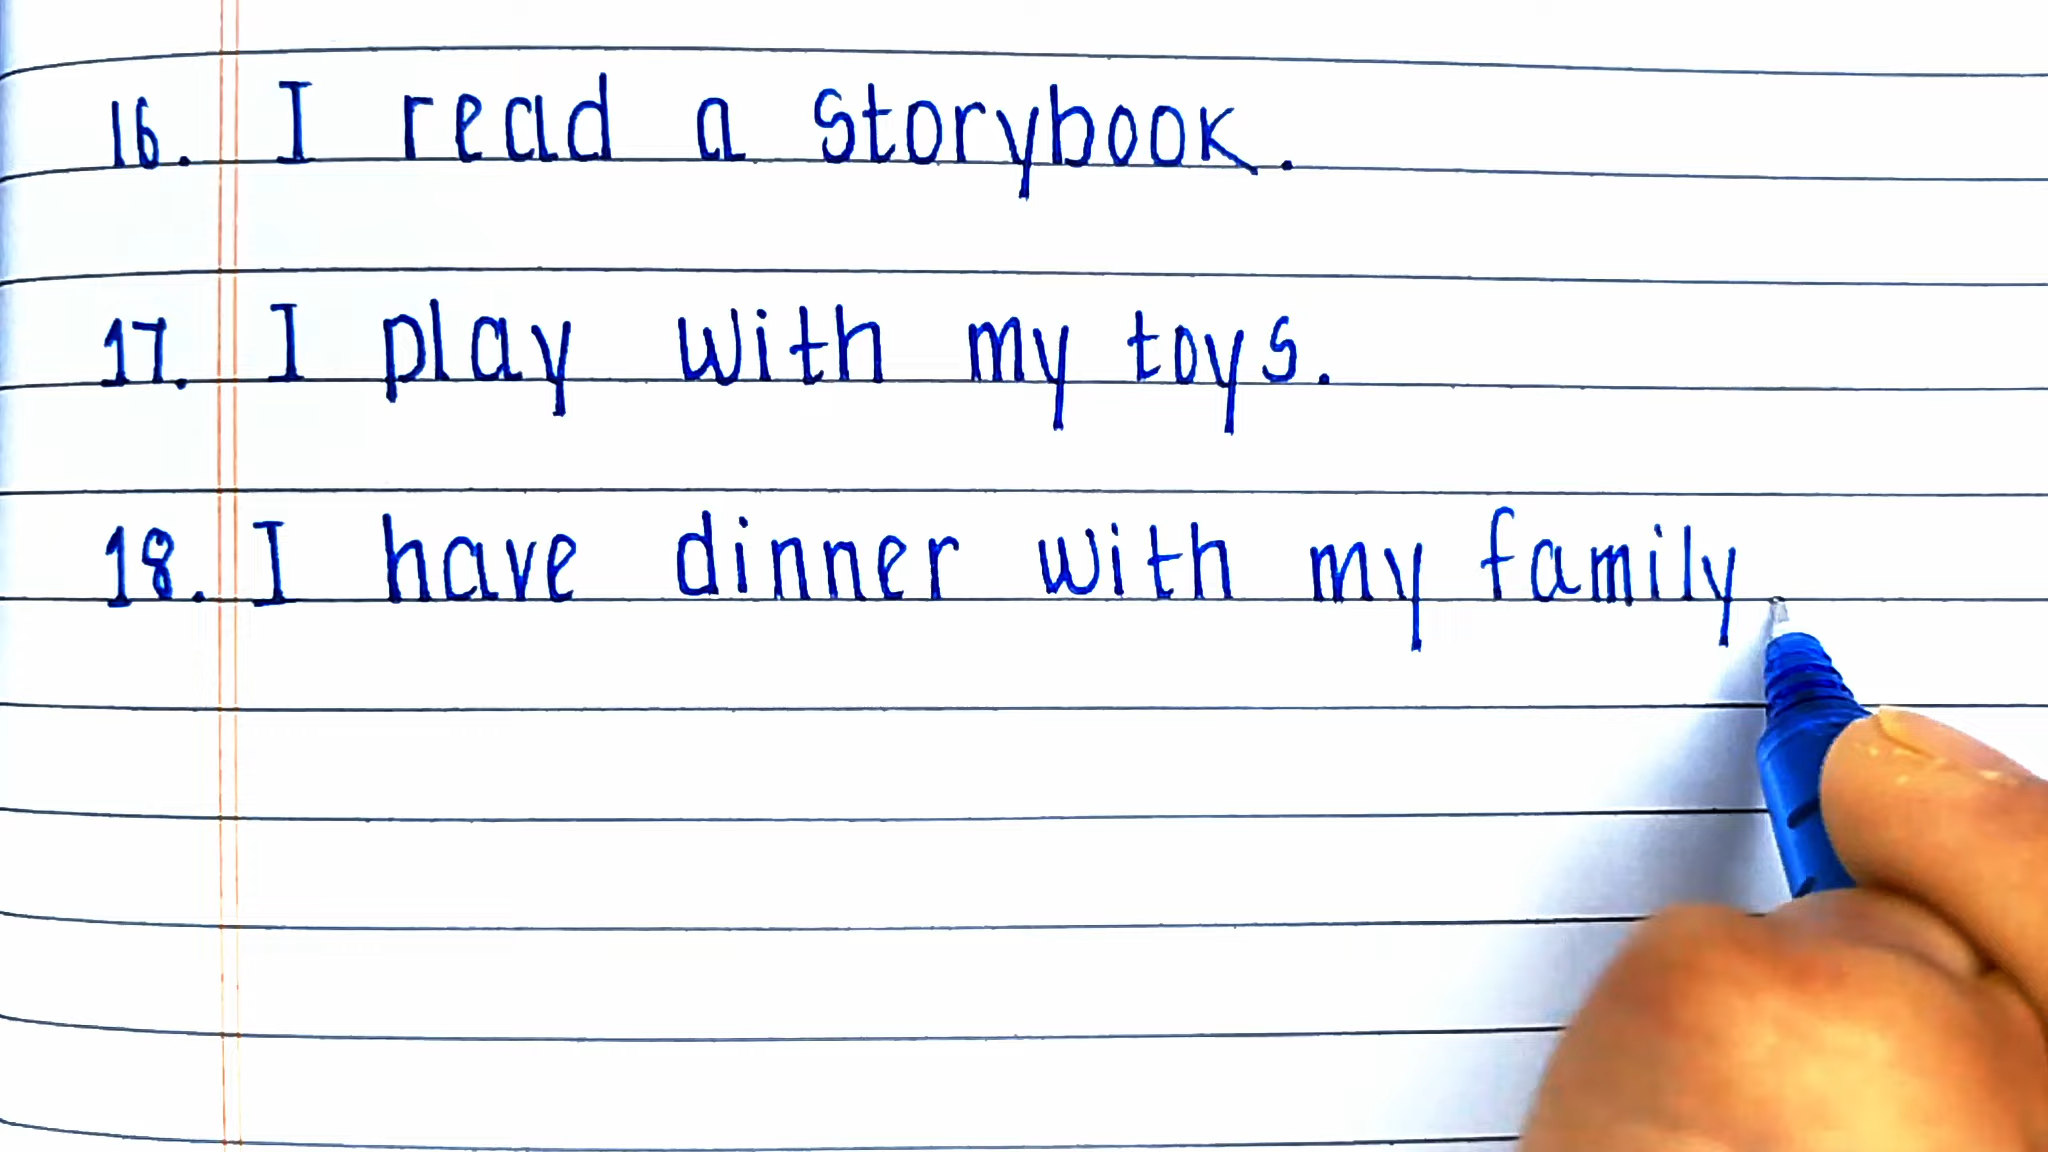 16. I read a storybook.
17. I play with my toys.
18. I have dinner with my family